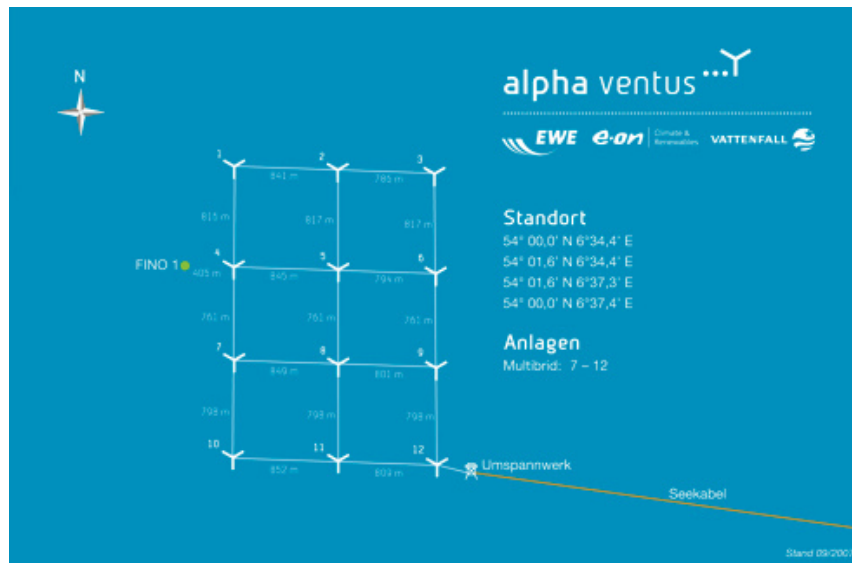 N
alpha ventus
EWE e·on Climate & Renewables VATTENFALL
1 2 3
841 m 785 m
815 m 817 m 817 m
Standort
54° 00,0' N 6°34,4' E
54° 01,6' N 6°34,4' E
54° 01,6' N 6°37,3' E
54° 00,0' N 6°37,4' E
FINO 1
4 5 6
405 m 845 m 794 m
761 m 761 m 761 m
Anlagen
Multibrid: 7 – 12
7 8 9
849 m 801 m
798 m 798 m 798 m
10 11 12
852 m 809 m
Umspannwerk
Seekabel
Stand